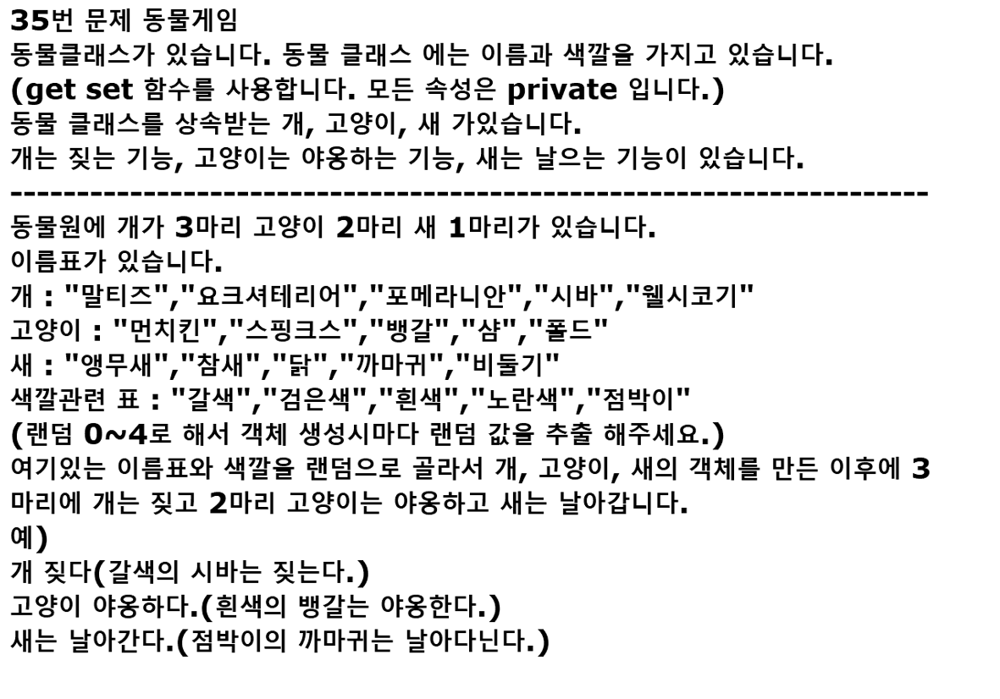 35번 문제 동물게임
동물클래스가 있습니다. 동물 클래스 에는 이름과 색깔을 가지고 있습니다.
(get set 함수를 사용합니다. 모든 속성은 private 입니다.)
동물 클래스를 상속받는 개, 고양이, 새 가있습니다.
개는 짖는 기능, 고양이는 야옹하는 기능, 새는 날으는 기능이 있습니다.
----------------------------------------------------------------------
동물원에 개가 3마리 고양이 2마리 새 1마리가 있습니다.
이름표가 있습니다.
개 : "말티즈","요크셔테리어","포메라니안","시바","웰시코기"
고양이 : "먼치킨","스핑크스","뱅갈","샴","폴드"
새 : "앵무새","참새","닭","까마귀","비둘기"
색깔관련 표 : "갈색","검은색","흰색","노란색","점박이"
(랜덤 0~4로 해서 객체 생성시마다 랜덤 값을 추출 해주세요.)
여기있는 이름표와 색깔을 랜덤으로 골라서 개, 고양이, 새의 객체를 만든 이후에 3
마리에 개는 짖고 2마리 고양이는 야옹하고 새는 날아갑니다.
예)
개 짖다(갈색의 시바는 짖는다.)
고양이 야옹하다.(흰색의 뱅갈는 야옹한다.)
새는 날아간다.(점박이의 까마귀는 날아다닌다.)